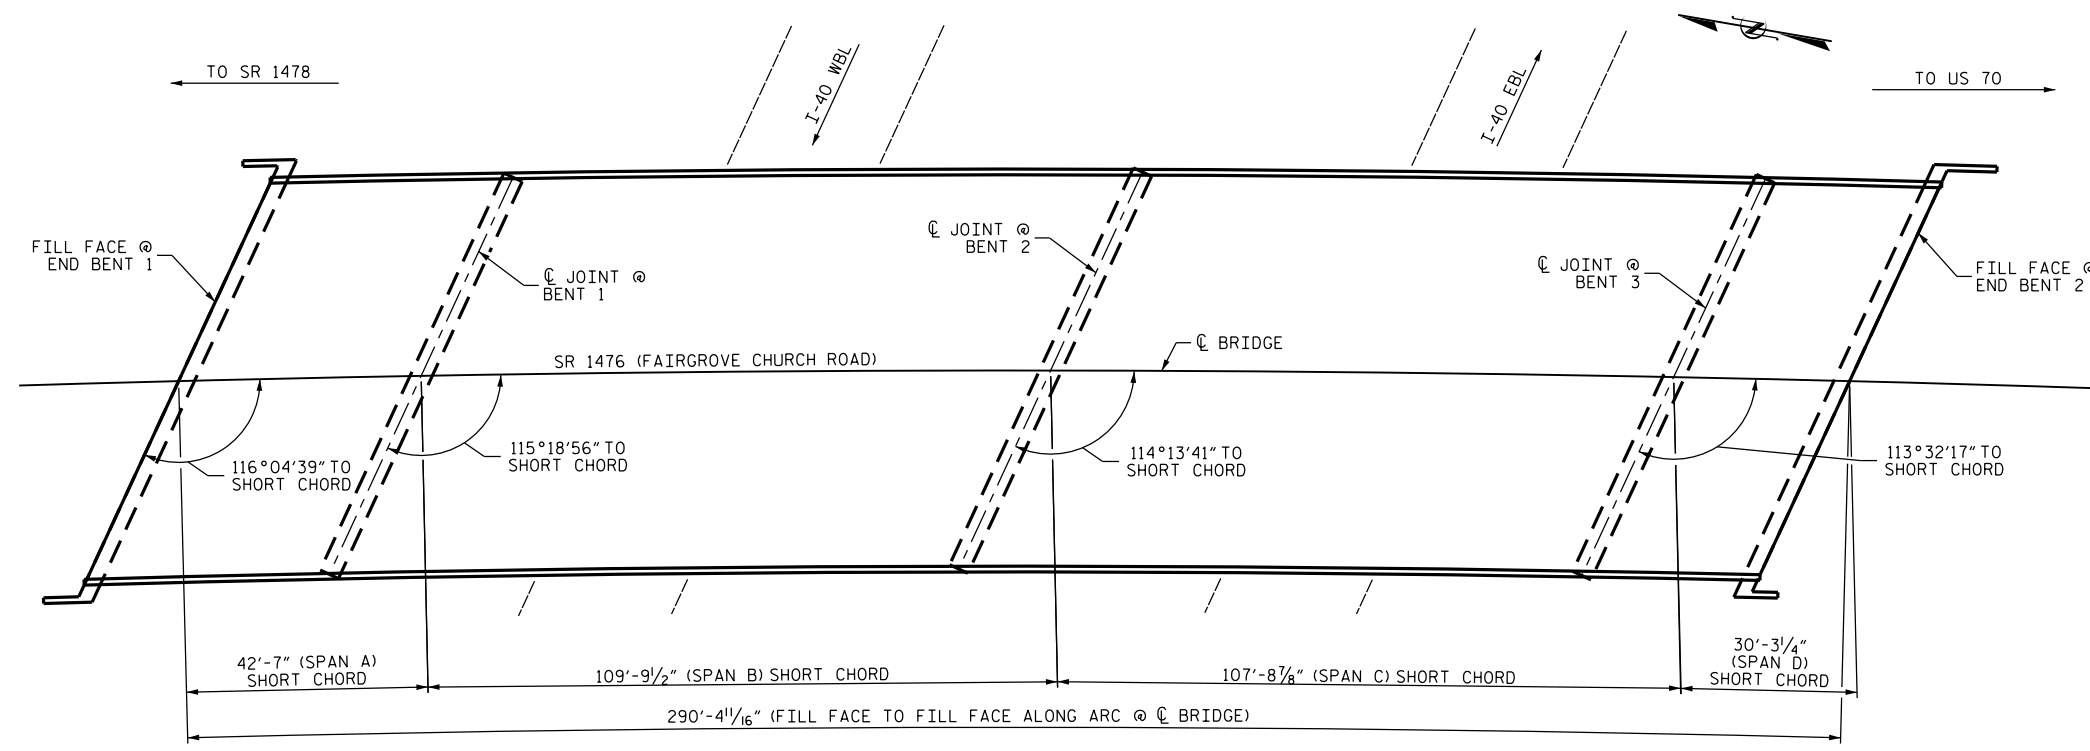 TO SR 1478
I-40 WBL
I-40 EBL
N
TO US 70
FILL FACE @
END BENT 1
℄ JOINT @
BENT 1
℄ JOINT @
BENT 2
℄ JOINT @
BENT 3
FILL FACE @
END BENT 2
SR 1476 (FAIRGROVE CHURCH ROAD)
℄ BRIDGE
116°04'39" TO
SHORT CHORD
115°18'56" TO
SHORT CHORD
114°13'41" TO
SHORT CHORD
113°32'17" TO
SHORT CHORD
42'-7" (SPAN A)
SHORT CHORD
109'-9½" (SPAN B) SHORT CHORD
107'-8⅞" (SPAN C) SHORT CHORD
30'-3¼"
(SPAN D)
SHORT CHORD
290'-4 11/16" (FILL FACE TO FILL FACE ALONG ARC @ ℄ BRIDGE)